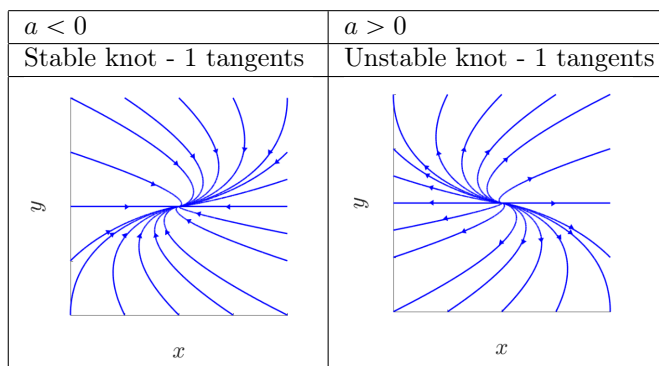 a < 0
a > 0
Stable knot - 1 tangents
Unstable knot - 1 tangents
y
x
y
x